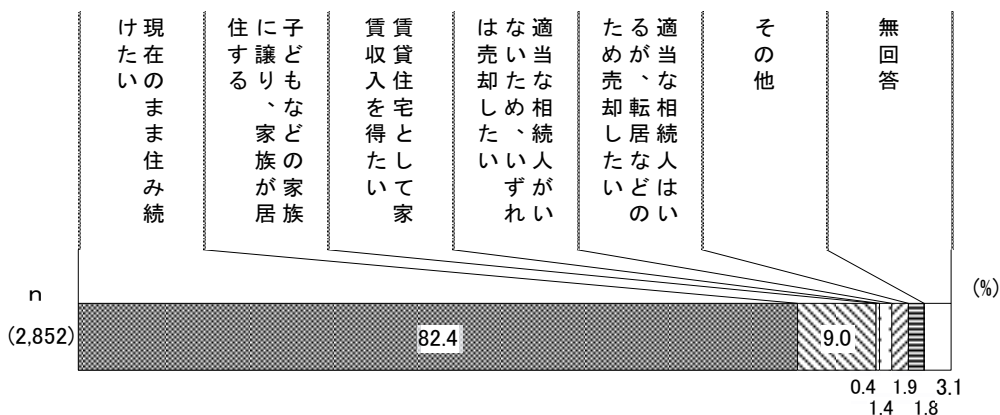 現在のまま住み続
けたい
子どもなどの家族
に譲り、家族が居
住する
賃貸住宅として家
賃収入を得たい
適当な相続人がい
ないため、いずれ
は売却したい
適当な相続人はい
るが、転居などの
ため売却したい
その他
無回答
n
(%)
(2,852)
82.4
9.0
0.4
1.4
1.9
1.8
3.1